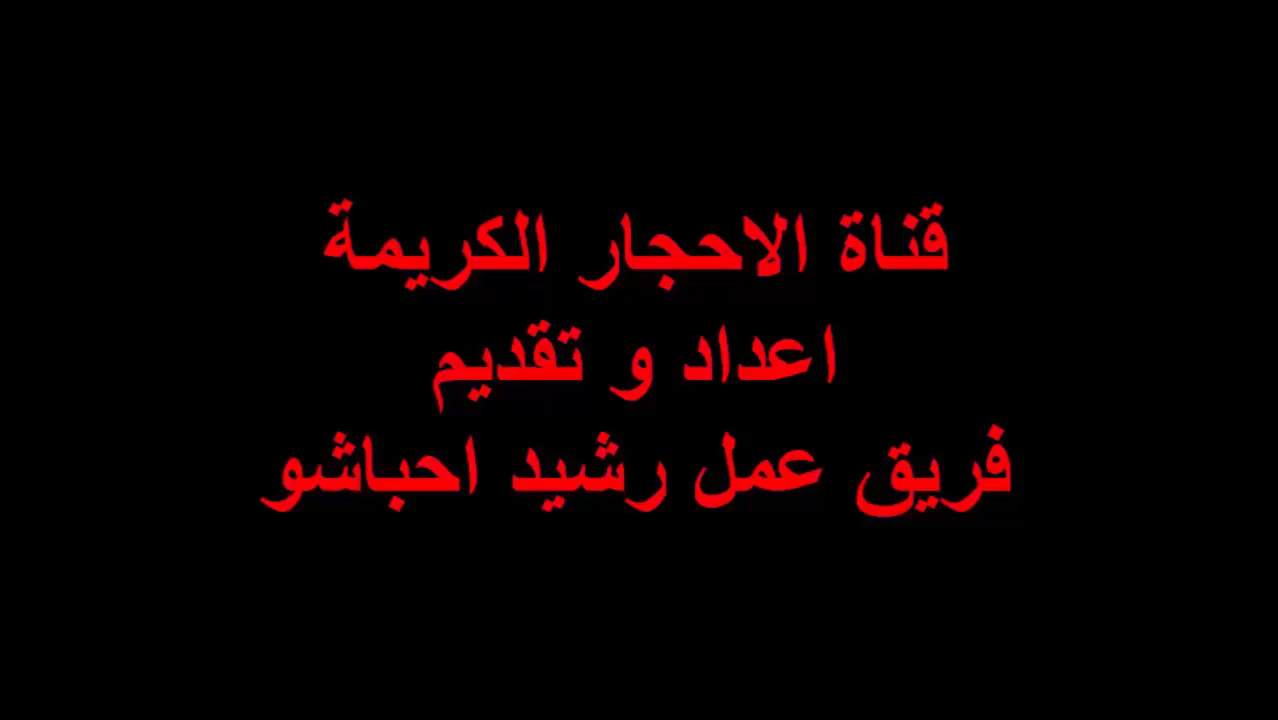 قناة الاحجار الكريمة
اعداد و تقديم
فريق عمل رشيد احباشو